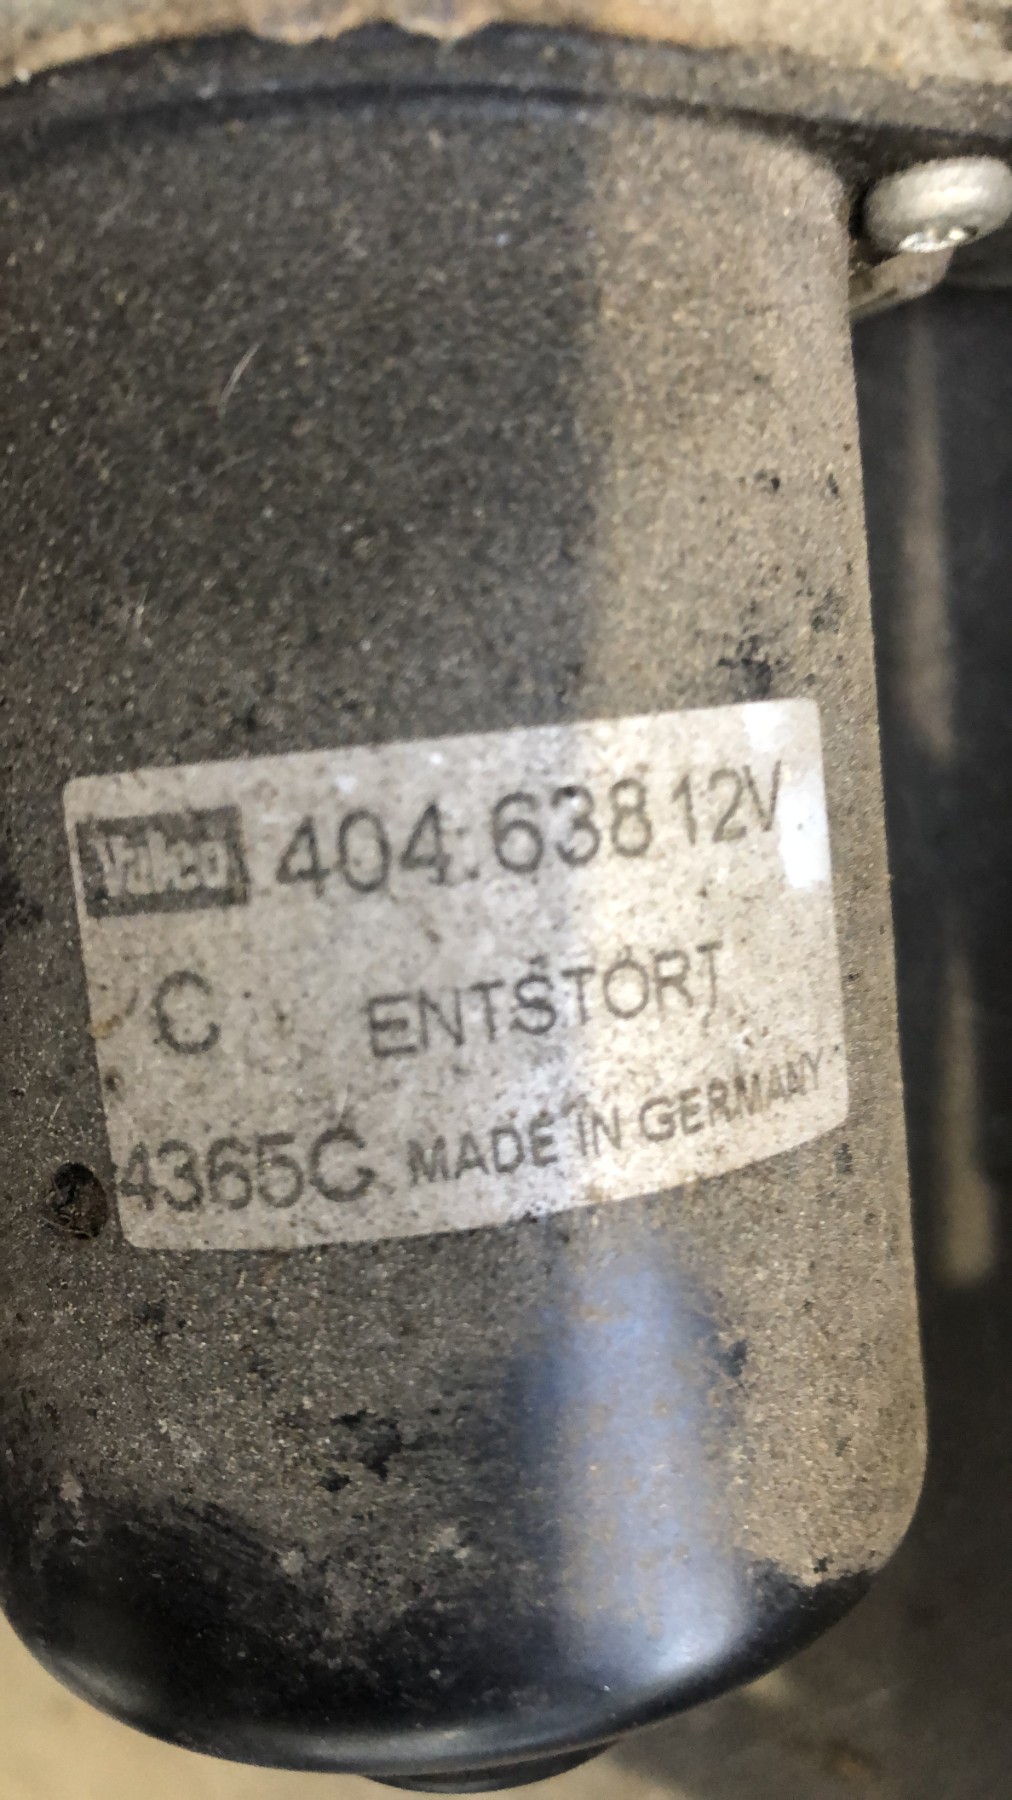 Valeo 404.638 12V
C ENTSTÖRT
4365C MADE IN GERMANY